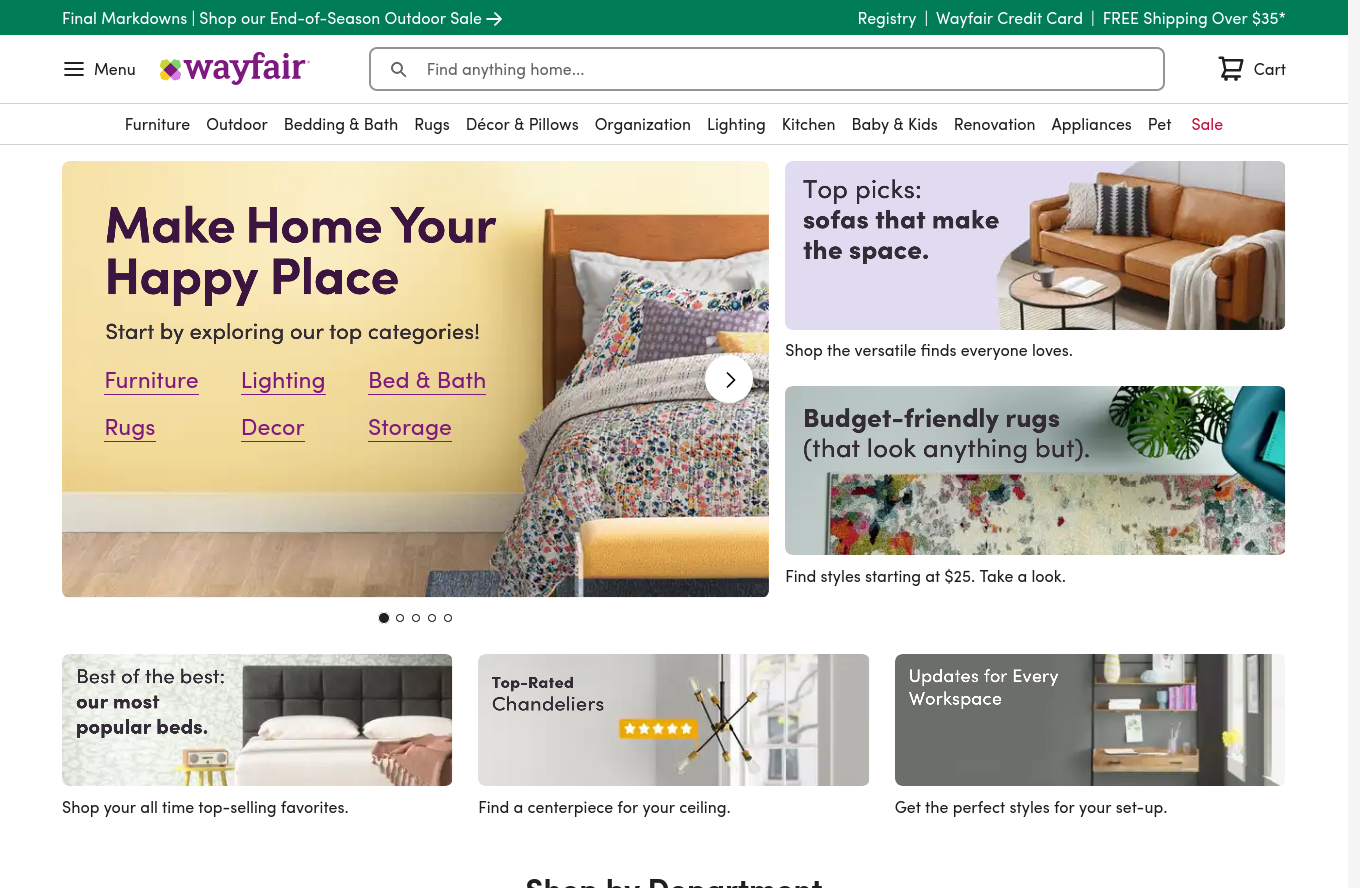 Final Markdowns | Shop our End-of-Season Outdoor Sale
Registry | Wayfair Credit Card | FREE Shipping Over $35*
Menu
wayfair
Find anything home...
Cart
Furniture Outdoor Bedding & Bath Rugs Décor & Pillows Organization Lighting Kitchen Baby & Kids Renovation Appliances Pet Sale
Make Home Your
Happy Place
Start by exploring our top categories!
Furniture Lighting Bed & Bath
Rugs Decor Storage
Top picks:
sofas that make
the space.
Shop the versatile finds everyone loves.
Budget-friendly rugs
(that look anything but).
Find styles starting at $25. Take a look.
Best of the best:
our most
popular beds.
Shop your all time top-selling favorites.
Top-Rated
Chandeliers
Find a centerpiece for your ceiling.
Updates for Every
Workspace
Get the perfect styles for your set-up.
Shop by Department